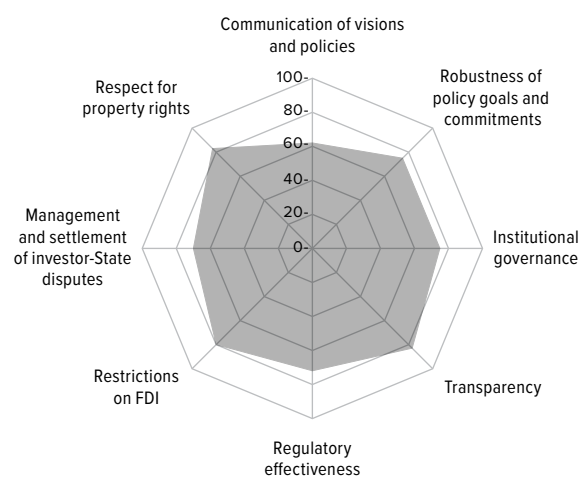 Communication of visions
and policies
Robustness of
policy goals and
commitments
Respect for
property rights
100-
80-
60-
40-
20-
0-
Management
and settlement
of investor-State
disputes
Institutional
governance
Restrictions
on FDI
Transparency
Regulatory
effectiveness